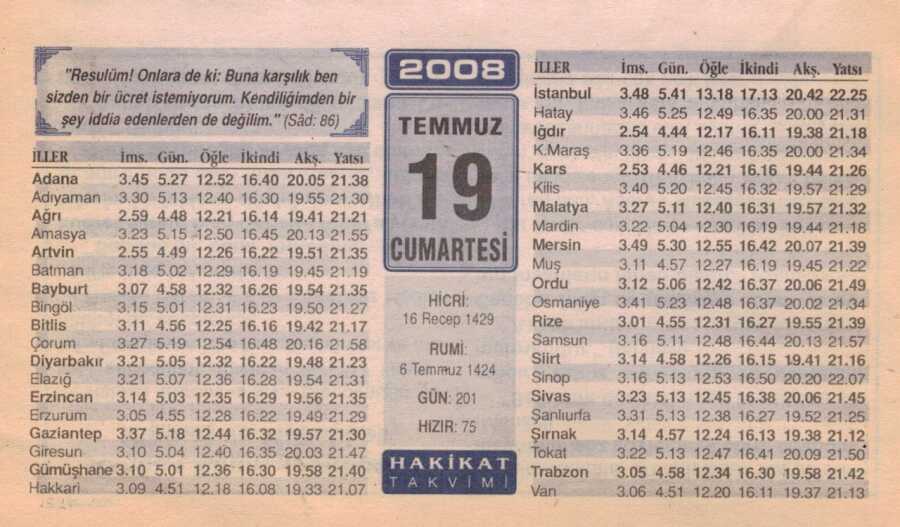 "Resulüm! Onlara de ki: Buna karşılık ben
sizden bir ücret istemiyorum. Kendiliğimden bir
şey iddia edenlerden de değilim." (Sâd: 86)
İLLER İms. Gün. Öğle İkindi Akş. Yatsı
Adana 3.45 5.27 12.52 16.40 20.05 21.38
Adıyaman 3.30 5.13 12.40 16.30 19.55 21.30
Ağrı 2.59 4.48 12.21 16.14 19.41 21.21
Amasya 3.23 5.15 12.50 16.45 20.13 21.55
Artvin 2.55 4.49 12.26 16.22 19.51 21.35
Batman 3.18 5.02 12.29 16.19 19.45 21.19
Bayburt 3.07 4.58 12.32 16.26 19.54 21.35
Bingöl 3.15 5.01 12.31 16.23 19.50 21.27
Bitlis 3.11 4.56 12.25 16.16 19.42 21.17
Çorum 3.27 5.19 12.54 16.48 20.16 21.58
Diyarbakır 3.21 5.05 12.32 16.22 19.48 21.23
Elazığ 3.21 5.07 12.36 16.28 19.54 21.31
Erzincan 3.14 5.03 12.35 16.29 19.56 21.35
Erzurum 3.05 4.55 12.28 16.22 19.49 21.29
Gaziantep 3.37 5.18 12.44 16.32 19.57 21.30
Giresun 3.10 5.04 12.40 16.35 20.03 21.47
Gümüşhane 3.10 5.01 12.36 16.30 19.58 21.40
Hakkari 3.09 4.51 12.18 16.08 19.33 21.07
2008
TEMMUZ
19
CUMARTESİ
HİCRİ:
16 Recep 1429
RUMİ:
6 Temmuz 1424
GÜN: 201
HIZIR: 75
HAKİKAT
TAKVİMİ
İLLER İms. Gün. Öğle İkindi Akş. Yatsı
İstanbul 3.48 5.41 13.18 17.13 20.42 22.25
Hatay 3.46 5.25 12.49 16.35 20.00 21.31
Iğdır 2.54 4.44 12.17 16.11 19.38 21.18
K.Maraş 3.36 5.19 12.46 16.35 20.00 21.34
Kars 2.53 4.46 12.21 16.16 19.44 21.26
Kilis 3.40 5.20 12.45 16.32 19.57 21.29
Malatya 3.27 5.11 12.40 16.31 19.57 21.32
Mardin 3.22 5.04 12.30 16.19 19.44 21.18
Mersin 3.49 5.30 12.55 16.42 20.07 21.39
Muş 3.11 4.57 12.27 16.19 19.45 21.22
Ordu 3.12 5.06 12.42 16.37 20.06 21.49
Osmaniye 3.41 5.23 12.48 16.37 20.02 21.34
Rize 3.01 4.55 12.31 16.27 19.55 21.39
Samsun 3.16 5.11 12.48 16.44 20.13 21.57
Siirt 3.14 4.58 12.26 16.15 19.41 21.16
Sinop 3.16 5.13 12.53 16.50 20.20 22.07
Sivas 3.23 5.13 12.45 16.38 20.06 21.45
Şanlıurfa 3.31 5.13 12.38 16.27 19.52 21.25
Şırnak 3.14 4.57 12.24 16.13 19.38 21.12
Tokat 3.22 5.13 12.47 16.41 20.09 21.50
Trabzon 3.05 4.58 12.34 16.30 19.58 21.42
Van 3.06 4.51 12.20 16.11 19.37 21.13